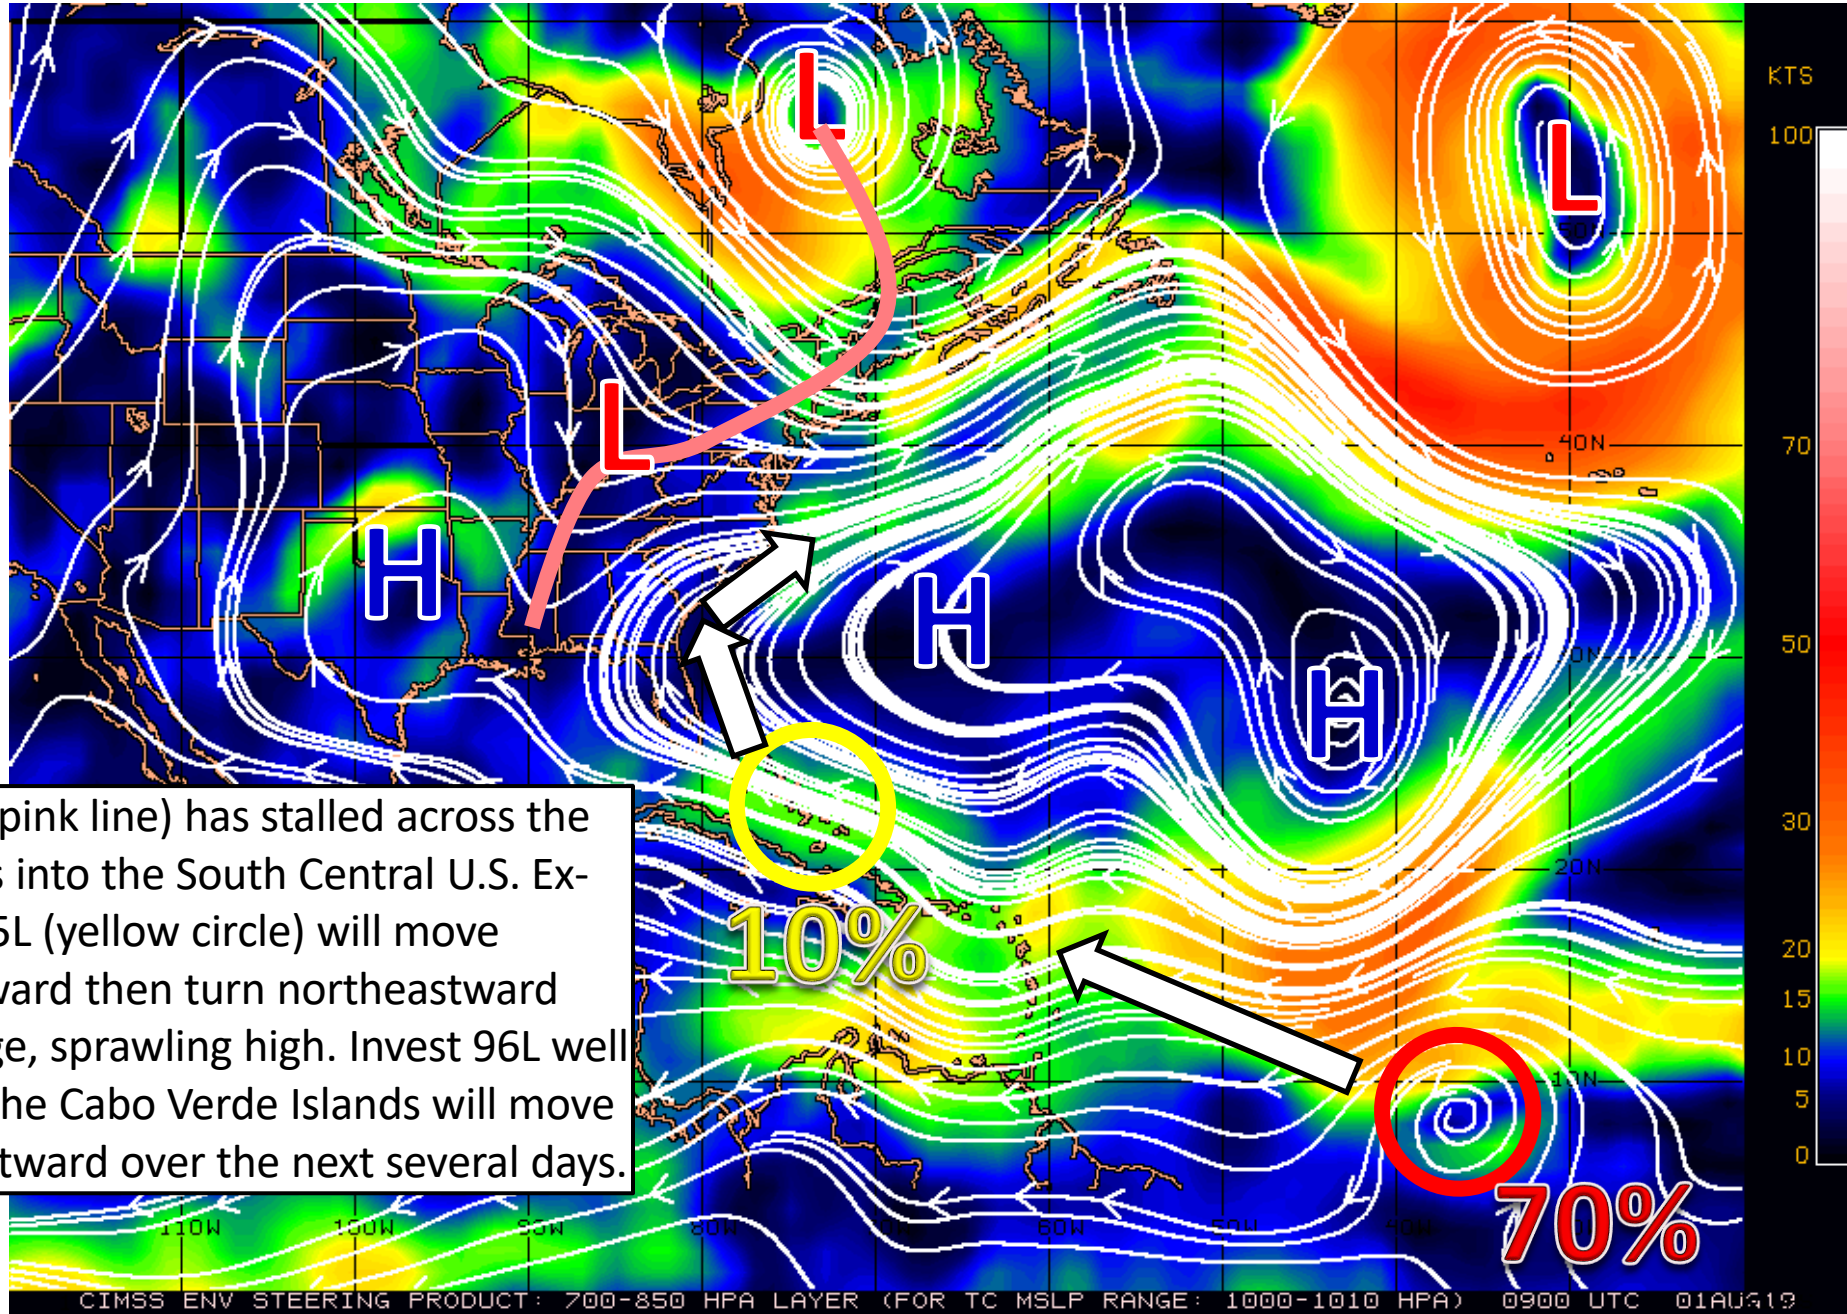 L
L
KTS
100
50N
L
40N
70
H
H
0N
50
H
pink line) has stalled across the
s into the South Central U.S. Ex-
5L (yellow circle) will move
vard then turn northeastward
ge, sprawling high. Invest 96L well
he Cabo Verde Islands will move
tward over the next several days.
30
20N
10%
20
15
10
10N
5
0
70%
110W 100W 90W 80W 60W 50W 40W
CIMSS ENV STEERING PRODUCT: 700-850 HPA LAYER (FOR TC MSLP RANGE: 1000-1010 HPA) 0900 UTC 01AUG19